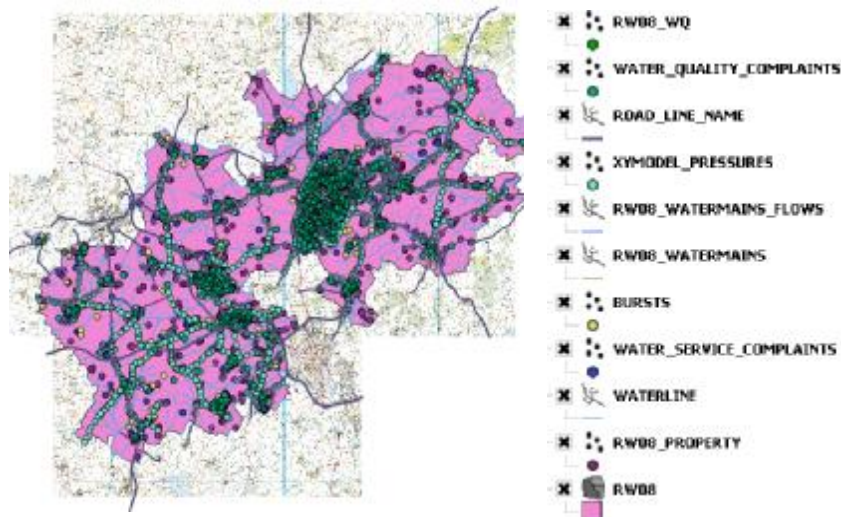 RW08_WQ
WATER_QUALITY_COMPLAINTS
ROAD_LINE_NAME
XYMODEL_PRESSURES
RW08_WATERMAINS_FLOWS
RW08_WATERMAINS
BURSTS
WATER_SERVICE_COMPLAINTS
WATERLINE
RW08_PROPERTY
RW08